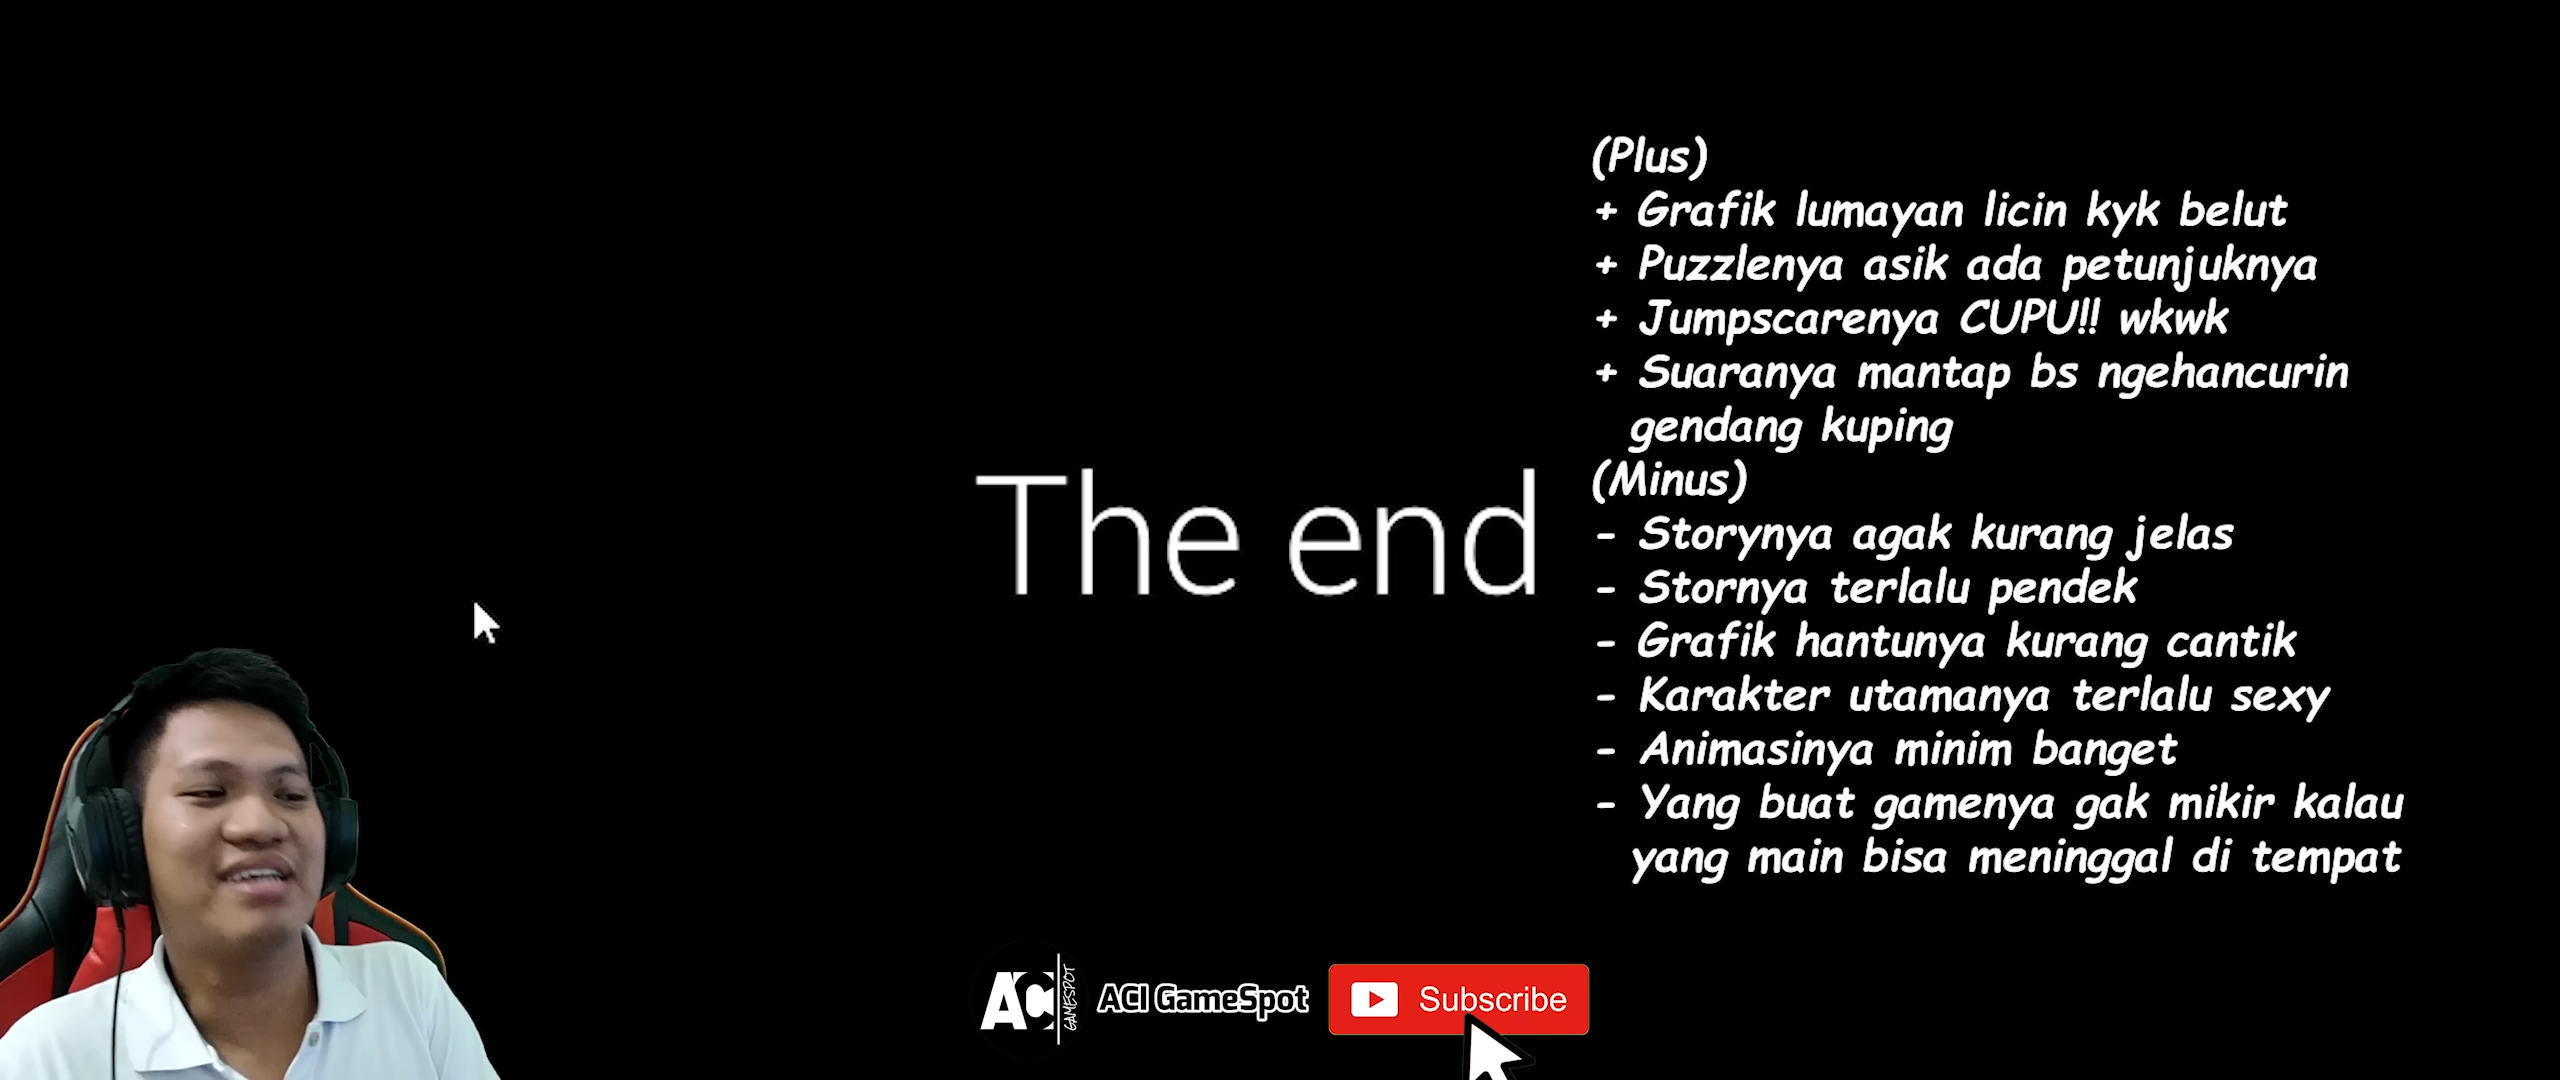 (Plus)
+ Grafik lumayan licin kyk belut
+ Puzzlenya asik ada petunjuknya
+ Jumpscarenya CUPU!! wkwk
+ Suaranya mantap bs ngehancurin
gendang kuping
(Minus)
- Storynya agak kurang jelas
- Stornya terlalu pendek
- Grafik hantunya kurang cantik
- Karakter utamanya terlalu sexy
- Animasinya minim banget
- Yang buat gamenya gak mikir kalau
yang main bisa meninggal di tempat
The end
AC GAMESPOT
ACI GameSpot
Subscribe